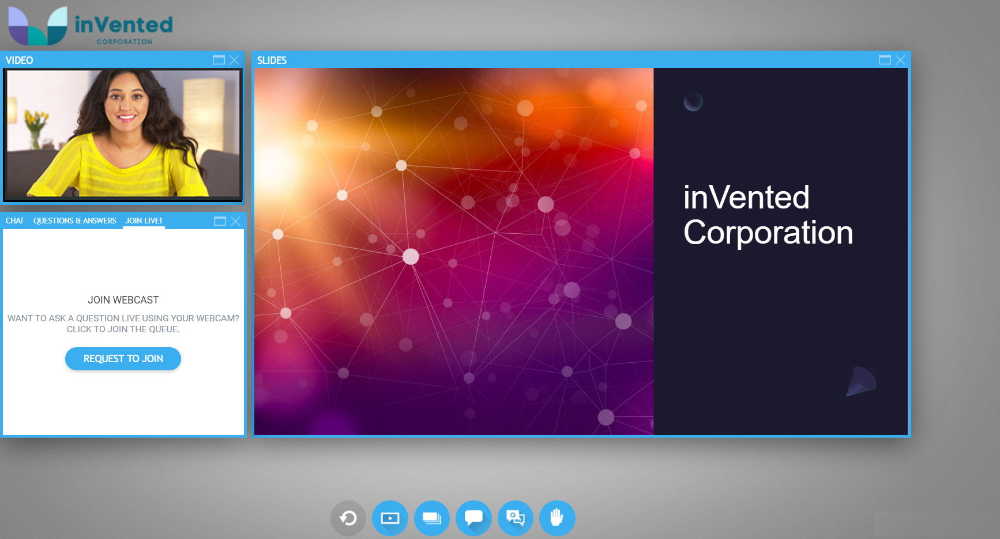 inVented
CORPORATION
VIDEO
SLIDES
inVented
Corporation
CHAT QUESTIONS & ANSWERS JOIN LIVE!
JOIN WEBCAST
WANT TO ASK A QUESTION LIVE USING YOUR WEBCAM?
CLICK TO JOIN THE QUEUE.
REQUEST TO JOIN
Q
A